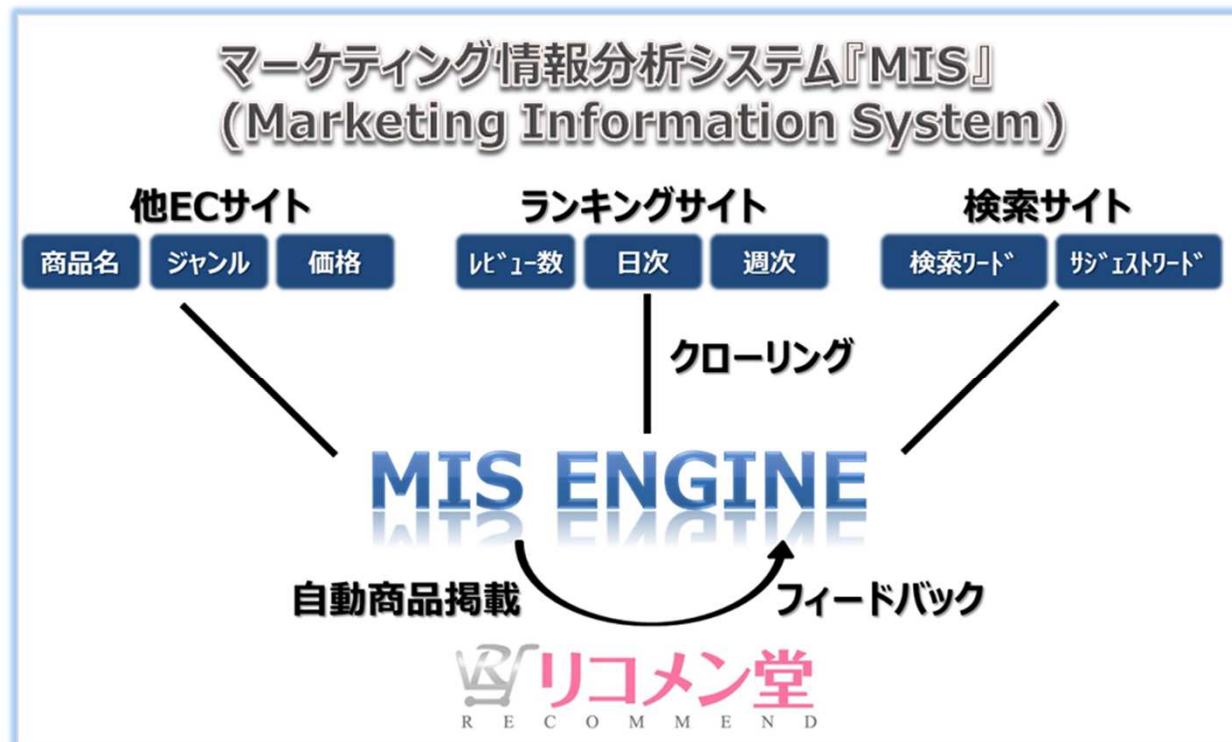 マーケティング情報分析システム『MIS』
(Marketing Information System)
他ECサイト
商品名 ジャンル 価格
ランキングサイト
ﾚﾋﾞｭｰ数 日次 週次
検索サイト
検索ﾜｰﾄﾞ ｻｼﾞｪｽﾄﾜｰﾄﾞ
クローリング
MIS ENGINE
自動商品掲載 フィードバック
リコメン堂
RECOMMEND